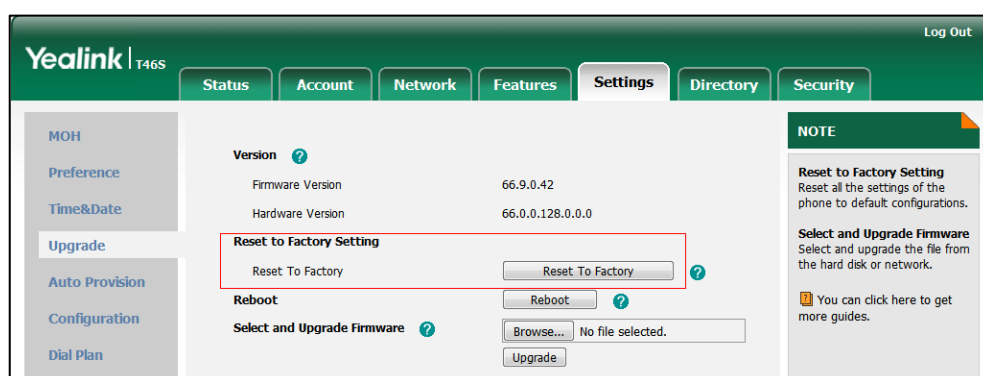 Log Out
Yealink T46S
Status Account Network Features Settings Directory Security
MOH
Preference
Time&Date
Upgrade
Auto Provision
Configuration
Dial Plan
Version ?
Firmware Version 66.9.0.42
Hardware Version 66.0.0.128.0.0.0
Reset to Factory Setting
Reset To Factory Reset To Factory ?
Reboot Reboot ?
Select and Upgrade Firmware ? Browse... No file selected.
Upgrade
NOTE
Reset to Factory Setting
Reset all the settings of the
phone to default configurations.
Select and Upgrade Firmware
Select and upgrade the file from
the hard disk or network.
? You can click here to get
more guides.